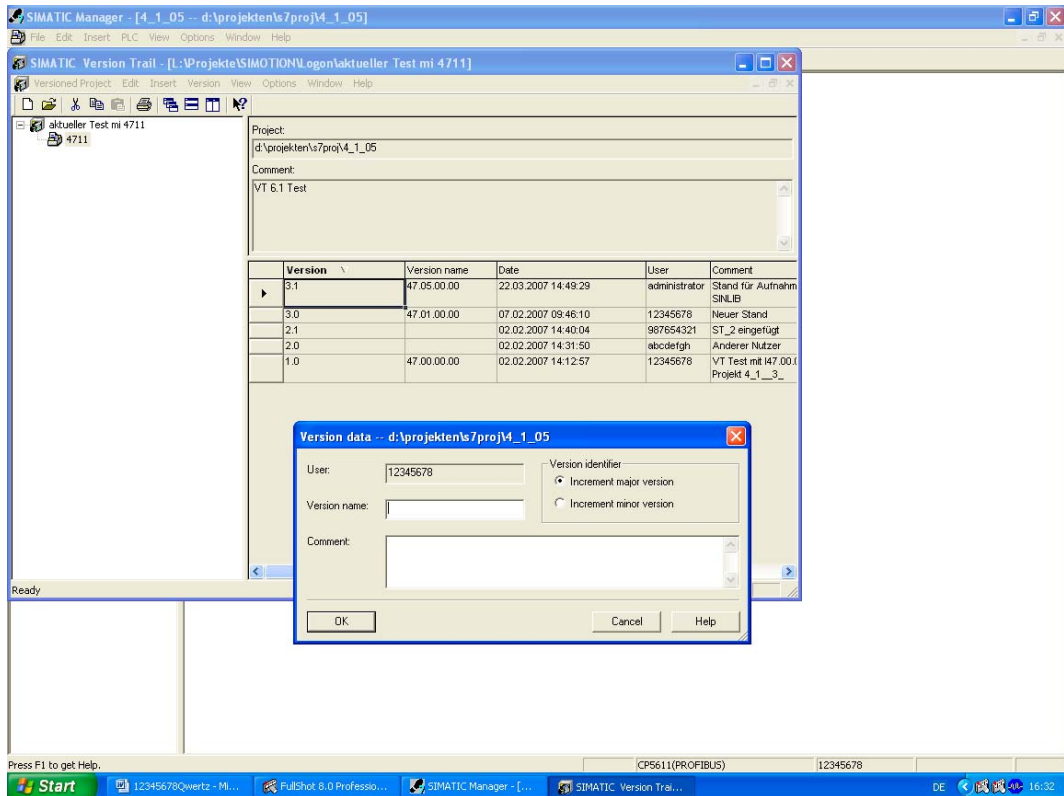 SIMATIC Manager - [4_1_05 -- d:\projekten\s7proj\4_1_05]
File Edit Insert PLC View Options Window Help
SIMATIC Version Trail - [L:\Projekte\SIMOTION\Logon\aktueller Test mi 4711]
Versioned Project Edit Insert Version View Options Window Help
aktueller Test mi 4711
4711
Project:
d:\projekten\s7proj\4_1_05
Comment:
VT 6.1 Test
Version Version name Date User Comment
3.1 47.05.00.00 22.03.2007 14:49:29 administrator Stand für Aufnahm
SINLIB
3.0 47.01.00.00 07.02.2007 09:46:10 12345678 Neuer Stand
2.1 02.02.2007 14:40:04 987654321 ST_2 eingefügt
2.0 02.02.2007 14:31:50 abcdefgh Anderer Nutzer
1.0 47.00.00.00 02.02.2007 14:12:57 12345678 VT Test mit I47.00.0
Projekt 4_1__3_
Version data -- d:\projekten\s7proj\4_1_05
User: 12345678
Version identifier
Increment major version
Version name:
Increment minor version
Comment:
OK Cancel Help
Ready
Press F1 to get Help. CP5611(PROFIBUS) 12345678
Start 12345678Qwertz - Mi... FullShot 8.0 Professio... SIMATIC Manager - [... SIMATIC Version Trai... DE 16:32